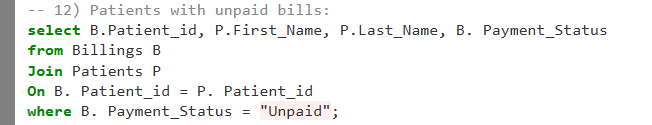 -- 12) Patients with unpaid bills:
select B.Patient_id, P.First_Name, P.Last_Name, B. Payment_Status
from Billings B
Join Patients P
On B. Patient_id = P. Patient_id
where B. Payment_Status = "Unpaid";